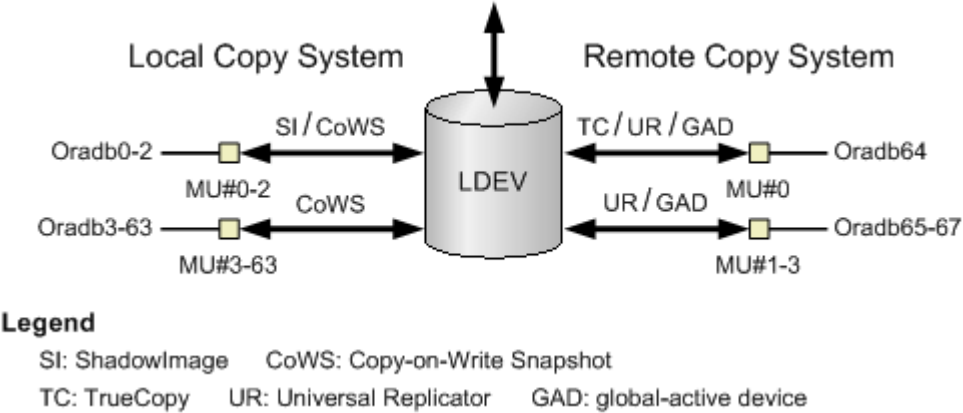 Local Copy System
Remote Copy System
SI / CoWS
TC / UR / GAD
Oradb0-2
Oradb64
MU#0-2
LDEV
MU#0
CoWS
UR / GAD
Oradb3-63
Oradb65-67
MU#3-63
MU#1-3
Legend
SI: ShadowImage CoWS: Copy-on-Write Snapshot
TC: TrueCopy UR: Universal Replicator GAD: global-active device